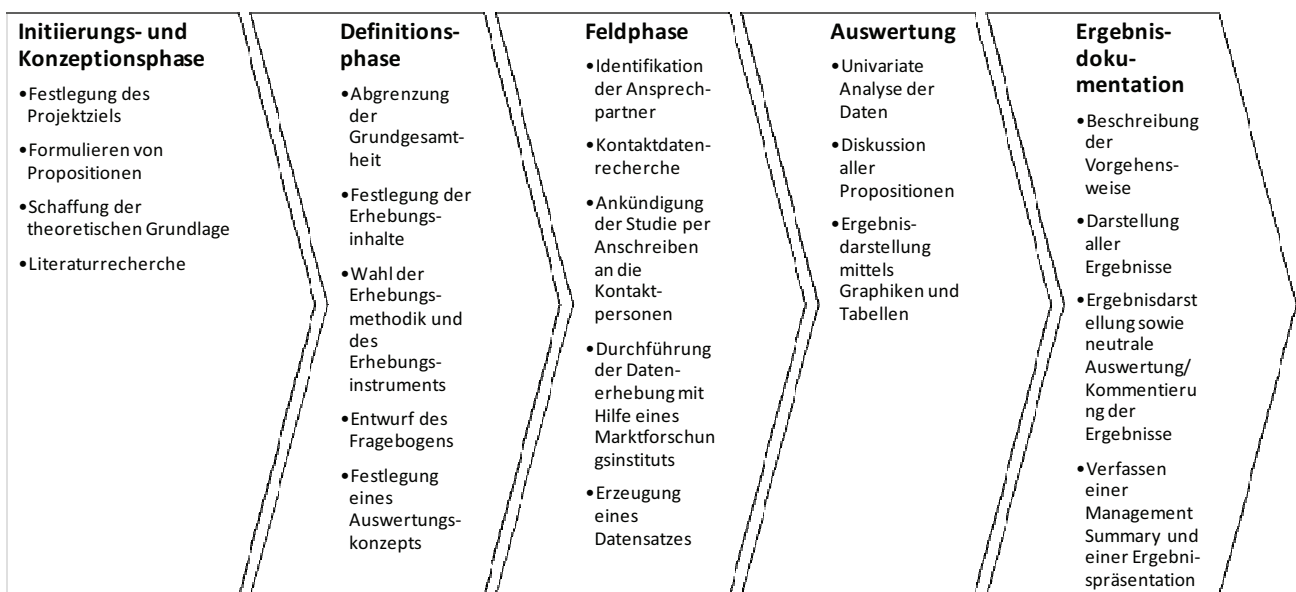 Initiierungs- und
Konzeptionsphase
•Festlegung des
Projektziels
•Formulieren von
Propositionen
•Schaffung der
theoretischen Grundlage
•Literaturrecherche
Definitions-
phase
•Abgrenzung
der
Grundgesamt-
heit
•Festlegung der
Erhebungs-
inhalte
•Wahl der
Erhebungs-
methodik und
des
Erhebungs-
instruments
•Entwurf des
Fragebogens
•Festlegung
eines
Auswertungs-
konzepts
Feldphase
•Identifikation
der Ansprech-
partner
•Kontaktdaten-
recherche
•Ankündigung
der Studie per
Anschreiben
an die
Kontakt-
personen
•Durchführung
der Daten-
erhebung mit
Hilfe eines
Marktforschun
gsinstituts
•Erzeugung
eines
Datensatzes
Auswertung
•Univariate
Analyse der
Daten
•Diskussion
aller
Propositionen
•Ergebnis-
darstellung
mittels
Graphiken und
Tabellen
Ergebnis-
doku-
mentation
•Beschreibung
der
Vorgehens-
weise
•Darstellung
aller
Ergebnisse
•Ergebnisdarst
ellung sowie
neutrale
Auswertung/
Kommentieru
ng der
Ergebnisse
•Verfassen
einer
Management
Summary und
einer Ergebni-
spräsentation